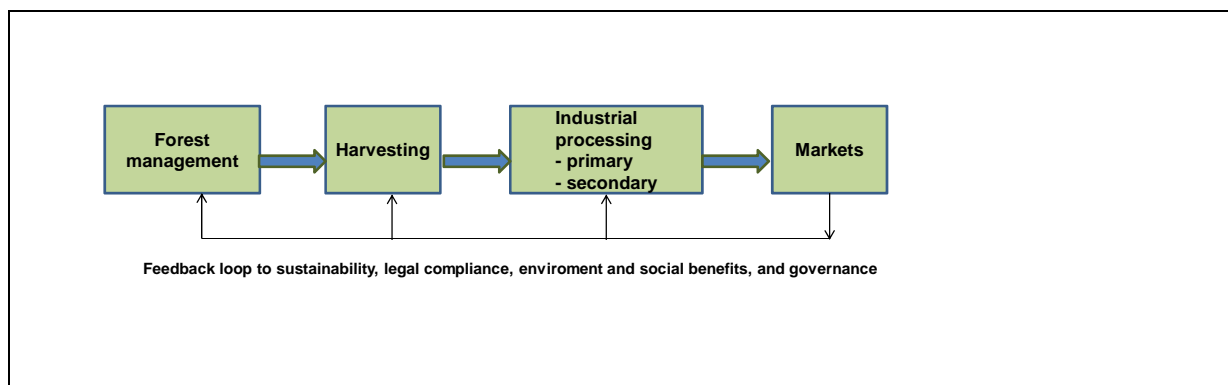 Forest
management
Harvesting
Industrial
processing
- primary
- secondary
Markets
Feedback loop to sustainability, legal compliance, enviroment and social benefits, and governance